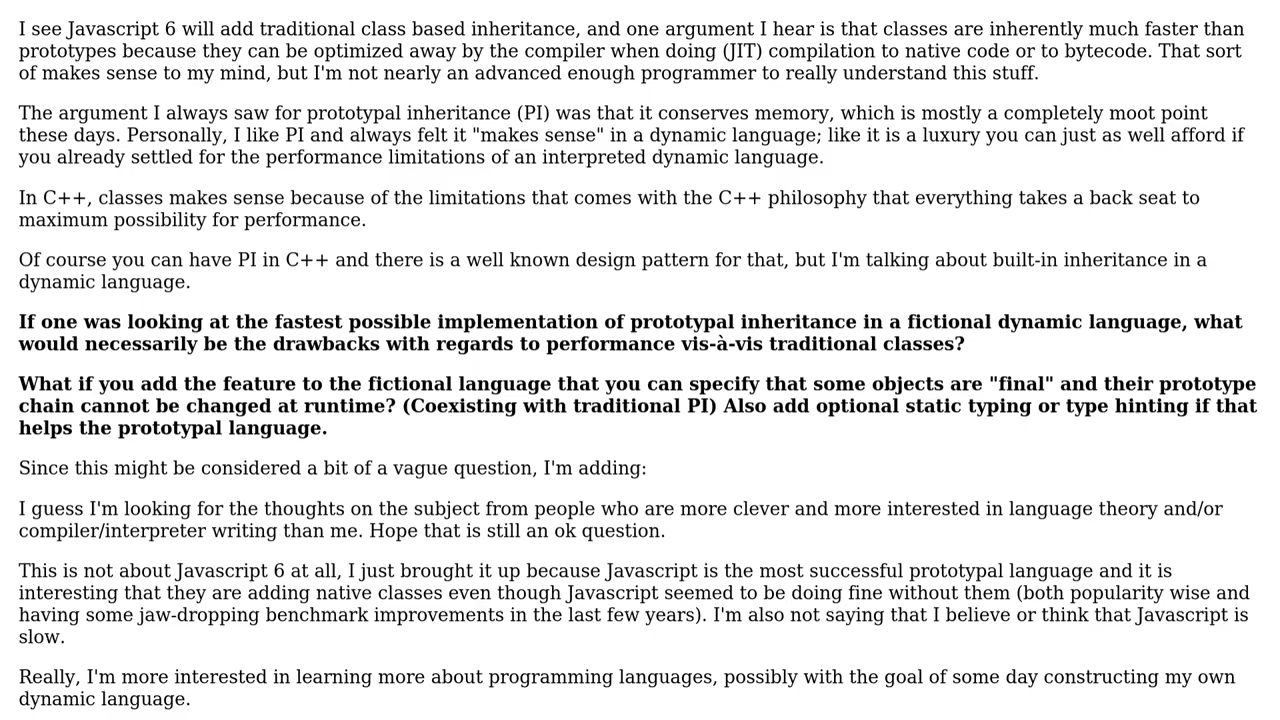 I see Javascript 6 will add traditional class based inheritance, and one argument I hear is that classes are inherently much faster than
prototypes because they can be optimized away by the compiler when doing (JIT) compilation to native code or to bytecode. That sort
of makes sense to my mind, but I'm not nearly an advanced enough programmer to really understand this stuff.
The argument I always saw for prototypal inheritance (PI) was that it conserves memory, which is mostly a completely moot point
these days. Personally, I like PI and always felt it "makes sense" in a dynamic language; like it is a luxury you can just as well afford if
you already settled for the performance limitations of an interpreted dynamic language.
In C++, classes makes sense because of the limitations that comes with the C++ philosophy that everything takes a back seat to
maximum possibility for performance.
Of course you can have PI in C++ and there is a well known design pattern for that, but I'm talking about built-in inheritance in a
dynamic language.
If one was looking at the fastest possible implementation of prototypal inheritance in a fictional dynamic language, what
would necessarily be the drawbacks with regards to performance vis-à-vis traditional classes?
What if you add the feature to the fictional language that you can specify that some objects are "final" and their prototype
chain cannot be changed at runtime? (Coexisting with traditional PI) Also add optional static typing or type hinting if that
helps the prototypal language.
Since this might be considered a bit of a vague question, I'm adding:
I guess I'm looking for the thoughts on the subject from people who are more clever and more interested in language theory and/or
compiler/interpreter writing than me. Hope that is still an ok question.
This is not about Javascript 6 at all, I just brought it up because Javascript is the most successful prototypal language and it is
interesting that they are adding native classes even though Javascript seemed to be doing fine without them (both popularity wise and
having some jaw-dropping benchmark improvements in the last few years). I'm also not saying that I believe or think that Javascript is
slow.
Really, I'm more interested in learning more about programming languages, possibly with the goal of some day constructing my own
dynamic language.